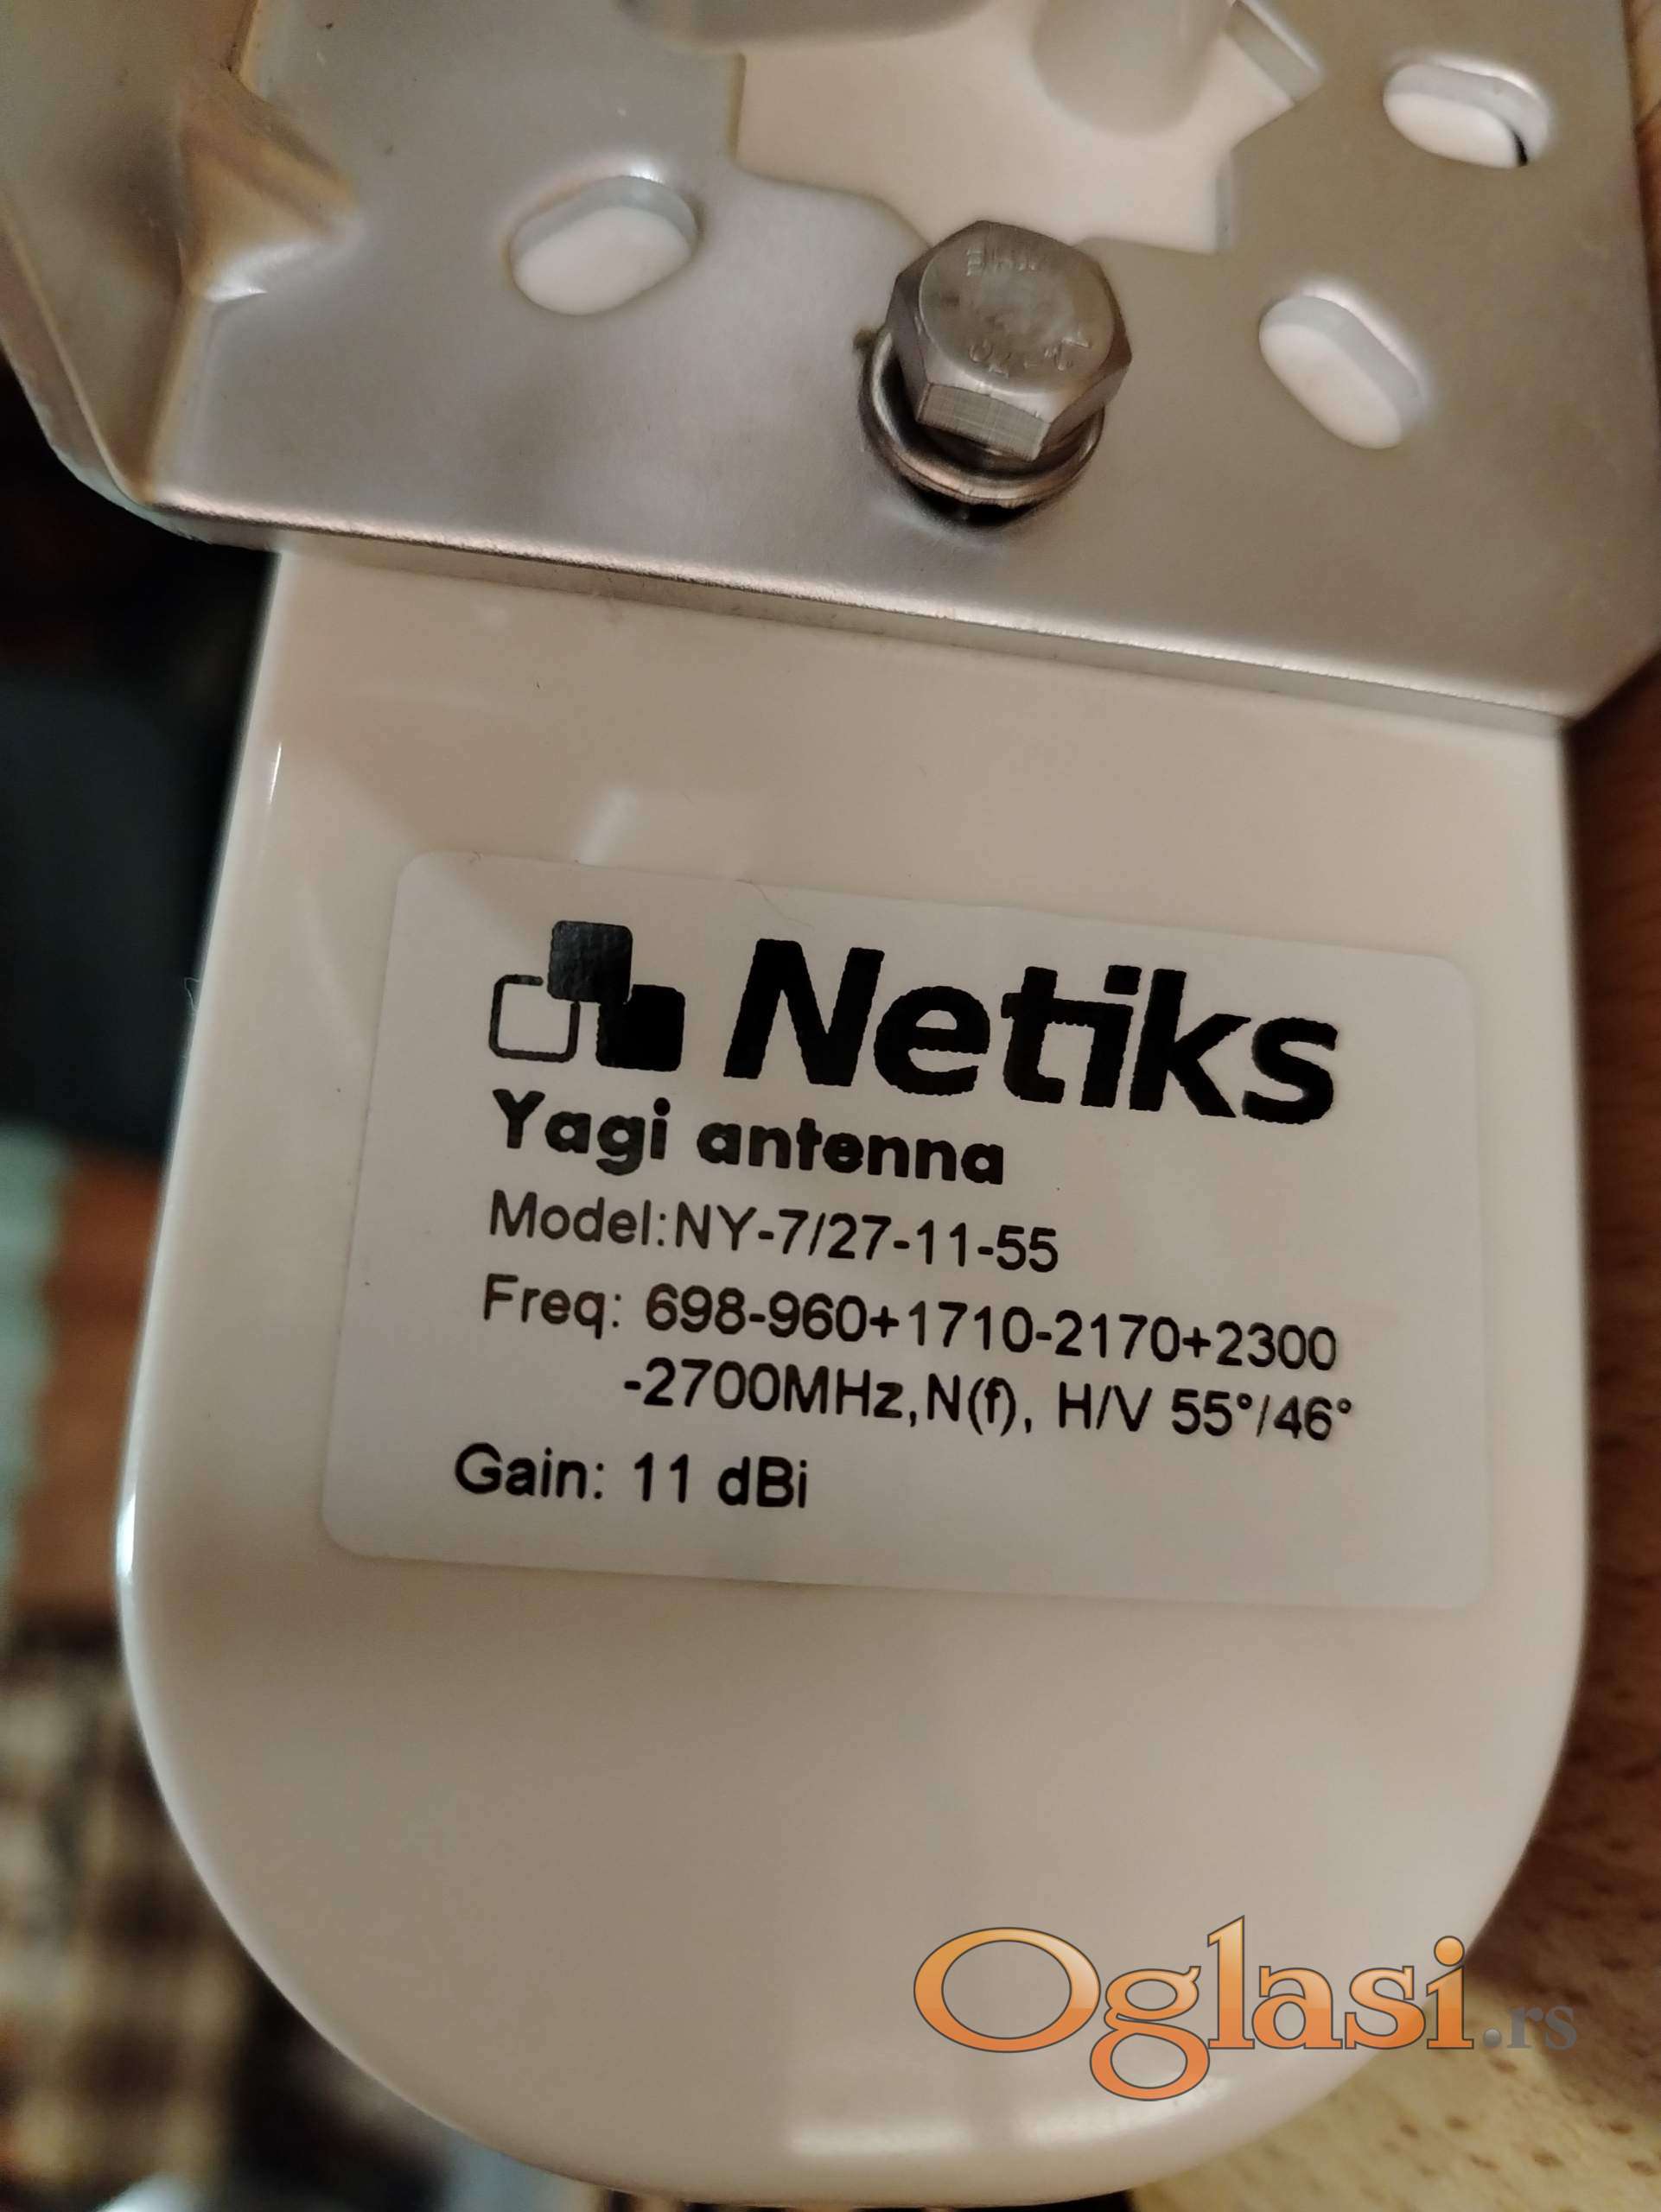 Netiks
Yagi antenna
Model:NY-7/27-11-55
Freq: 698-960+1710-2170+2300
-2700MHz,N(f), H/V 55°/46°
Gain: 11 dBi
Oglasi.rs